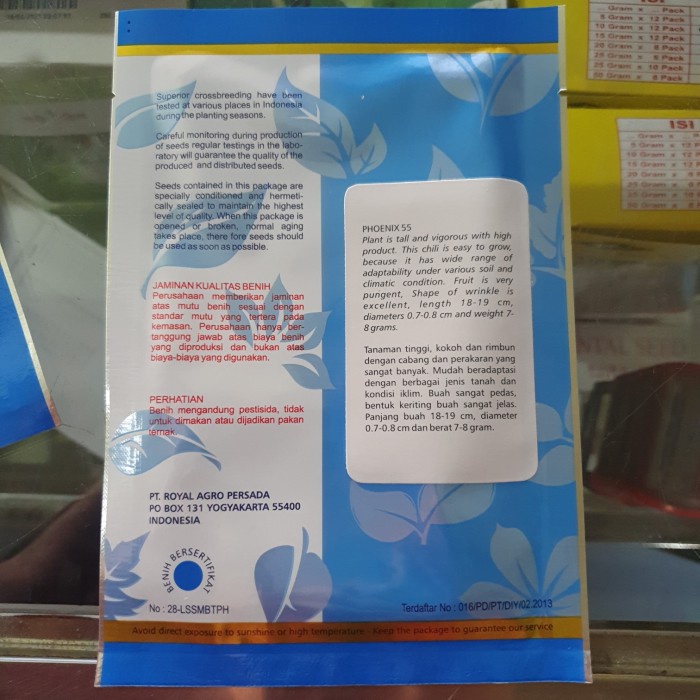 Superior crossbreeding have been
tested at various places in Indonesia
during the planting seasons.
Careful monitoring during production
of seeds regular testings in the labo-
ratory will guarantee the quality of the
produced and distributed seeds.
Seeds contained in this package are
specially conditioned and hermeti-
cally sealed to maintain the highest
level of quality. When this package is
opened or broken, normal aging
takes place, there fore seeds should
be used as soon as possible.
JAMINAN KUALITAS BENIH
Perusahaan memberikan jaminan
atas mutu benih sesuai dengan
standar mutu yang tertera pada
kemasan. Perusahaan hanya ber-
tanggung jawab atas biaya benih
yang diproduksi dan bukan atas
biaya-biaya yang digunakan.
PERHATIAN
Benih mengandung pestisida, tidak
untuk dimakan atau dijadikan pakan
ternak.
PT. ROYAL AGRO PERSADA
PO BOX 131 YOGYAKARTA 55400
INDONESIA
BENIH BERSERTIFIKAT
No : 28-LSSMBTPH
PHOENIX 55
Plant is tall and vigorous with high
product. This chili is easy to grow,
because it has wide range of
adaptability under various soil and
climatic condition. Fruit is very
pungent, Shape of wrinkle is
excellent, length 18-19 cm,
diameters 0.7-0.8 cm and weight 7-
8 grams.
Tanaman tinggi, kokoh dan rimbun
dengan cabang dan perakaran yang
sangat banyak. Mudah beradaptasi
dengan berbagai jenis tanah dan
kondisi iklim. Buah sangat pedas,
bentuk keriting buah sangat jelas.
Panjang buah 18-19 cm, diameter
0.7-0.8 cm dan berat 7-8 gram.
Terdaftar No : 016/PD/PT/DIY/02.2013
Avoid direct exposure to sunshine or high temperature - keep the package to guarantee our service
ISI